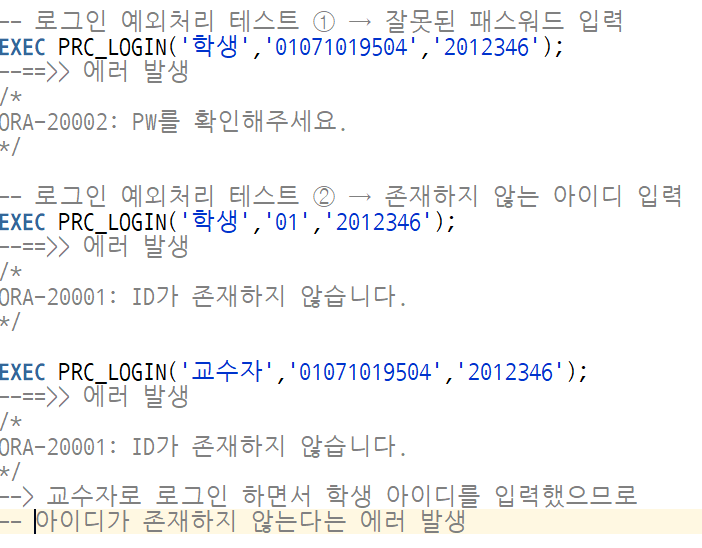 -- 로그인 예외처리 테스트 ① → 잘못된 패스워드 입력
EXEC PRC_LOGIN('학생','01071019504','2012346');
--==>> 에러 발생
/*
ORA-20002: PW를 확인해주세요.
*/
-- 로그인 예외처리 테스트 ② → 존재하지 않는 아이디 입력
EXEC PRC_LOGIN('학생','01','2012346');
--==>> 에러 발생
/*
ORA-20001: ID가 존재하지 않습니다.
*/
EXEC PRC_LOGIN('교수자','01071019504','2012346');
--==>> 에러 발생
/*
ORA-20001: ID가 존재하지 않습니다.
*/
--> 교수자로 로그인 하면서 학생 아이디를 입력했으므로
-- 아이디가 존재하지 않는다는 에러 발생